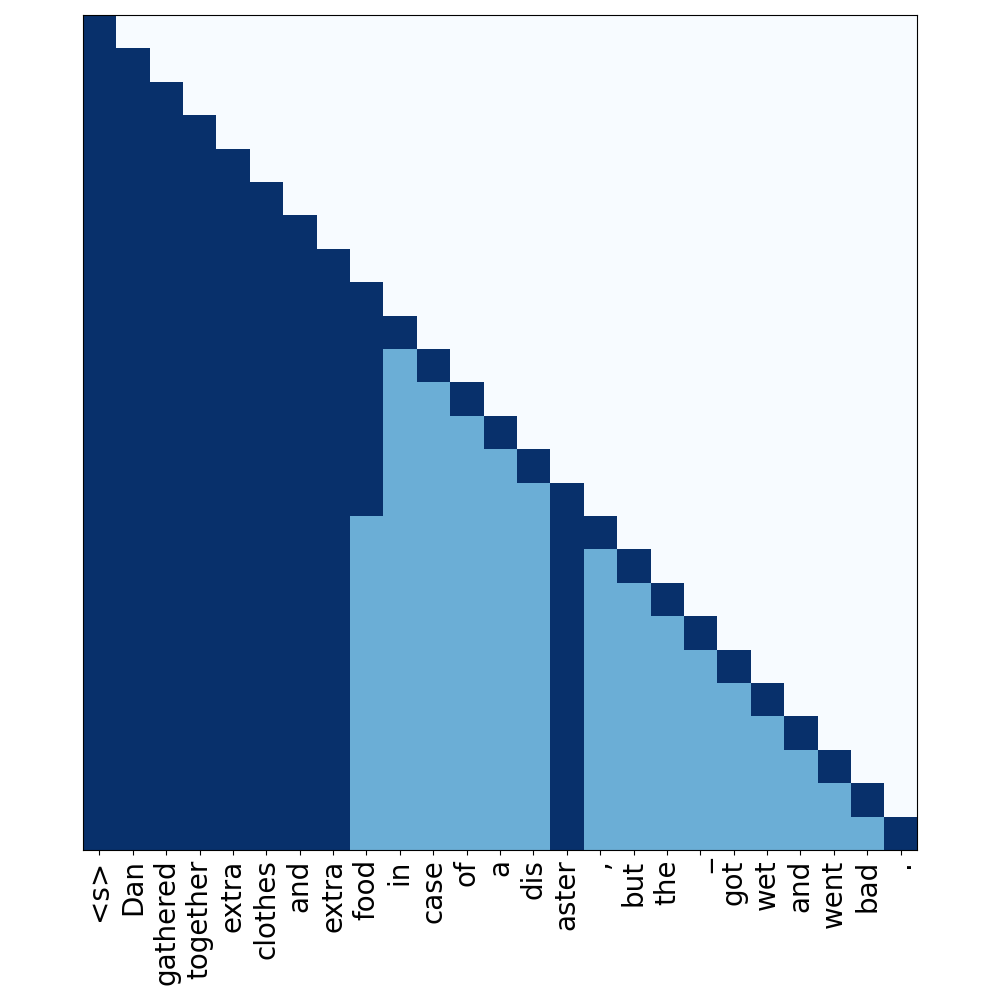 <s>
Dan
gathered
together
extra
clothes
and
extra
food
in
case
of
a
dis
aster
,
but
the
_
got
wet
and
went
bad
.